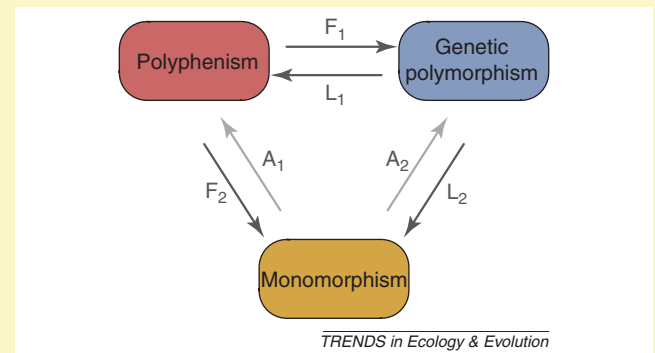 F1
Polyphenism
Genetic
polymorphism
L1
A1
A2
F2
L2
Monomorphism
TRENDS in Ecology & Evolution